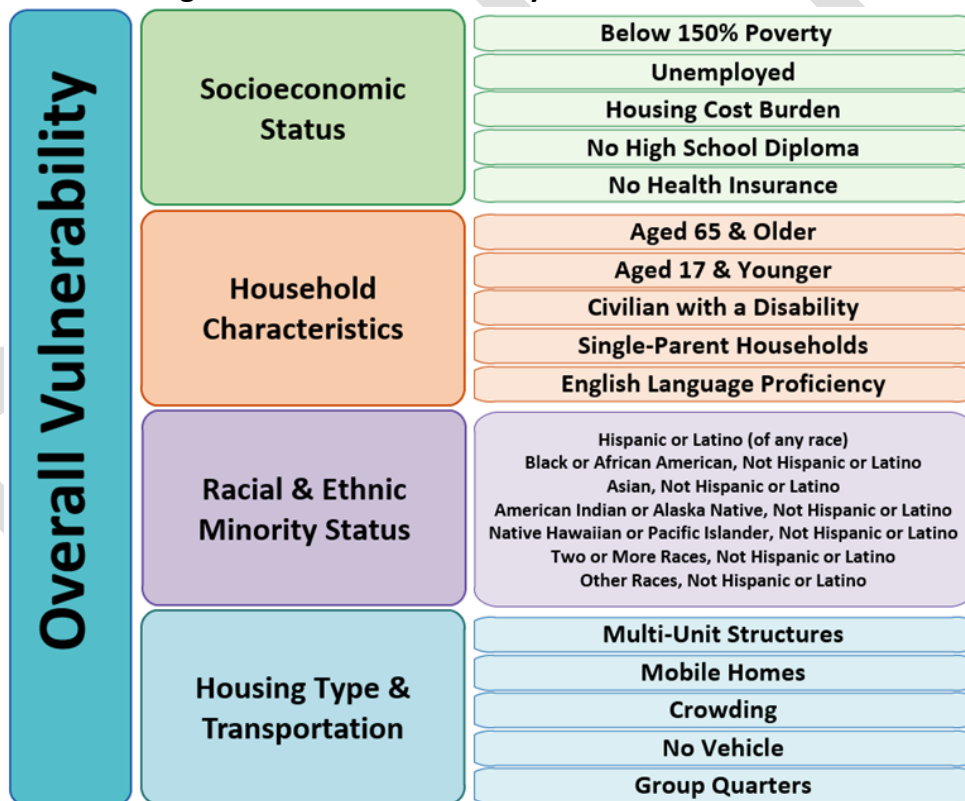 Overall Vulnerability
Socioeconomic
Status
Below 150% Poverty
Unemployed
Housing Cost Burden
No High School Diploma
No Health Insurance
Household
Characteristics
Aged 65 & Older
Aged 17 & Younger
Civilian with a Disability
Single-Parent Households
English Language Proficiency
Racial & Ethnic
Minority Status
Hispanic or Latino (of any race)
Black or African American, Not Hispanic or Latino
Asian, Not Hispanic or Latino
American Indian or Alaska Native, Not Hispanic or Latino
Native Hawaiian or Pacific Islander, Not Hispanic or Latino
Two or More Races, Not Hispanic or Latino
Other Races, Not Hispanic or Latino
Housing Type &
Transportation
Multi-Unit Structures
Mobile Homes
Crowding
No Vehicle
Group Quarters